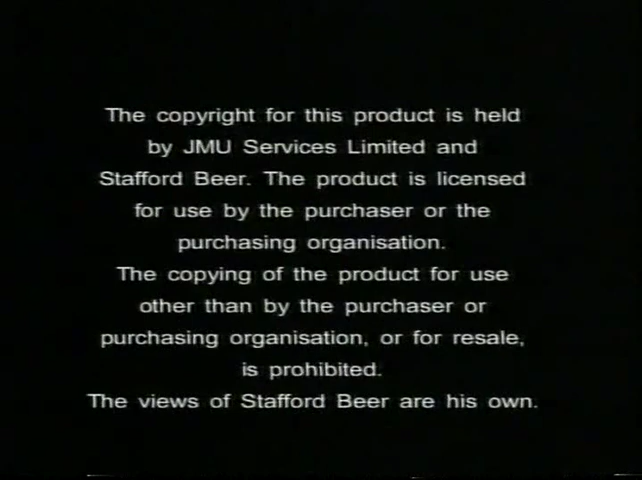 The copyright for this product is held
by JMU Services Limited and
Stafford Beer. The product is licensed
for use by the purchaser or the
purchasing organisation.
The copying of the product for use
other than by the purchaser or
purchasing organisation, or for resale,
is prohibited.
The views of Stafford Beer are his own.